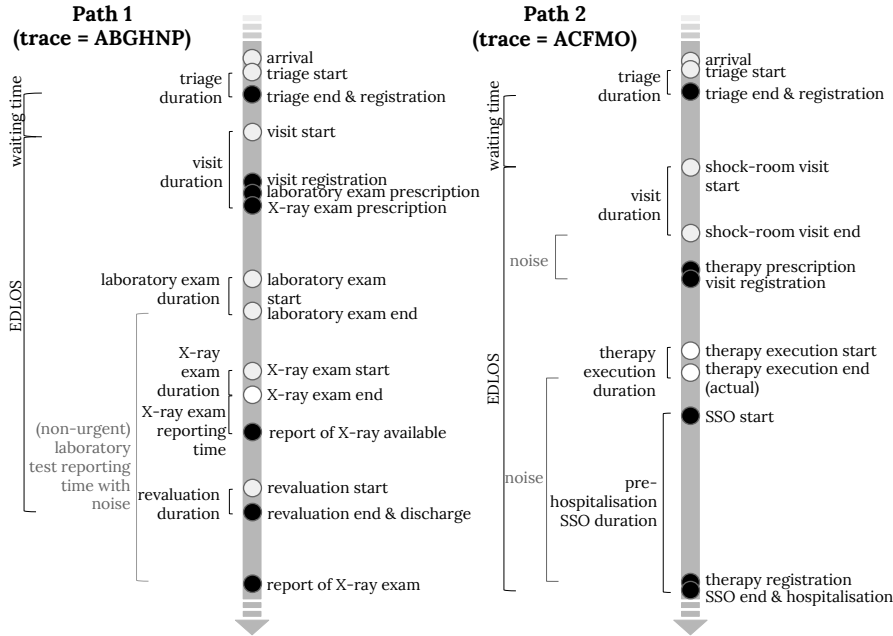 Path 1
(trace = ABGHNP)
waiting time
EDLOS
triage
duration
visit
duration
laboratory exam
duration
X-ray
exam
duration
X-ray exam
reporting
time
(non-urgent)
laboratory
test reporting
time with
noise
revaluation
duration
arrival
triage start
triage end & registration
visit start
visit registration
laboratory exam prescription
X-ray exam prescription
laboratory exam
start
laboratory exam end
X-ray exam start
X-ray exam end
report of X-ray available
revaluation start
revaluation end & discharge
report of X-ray exam
Path 2
(trace = ACFMO)
waiting time
EDLOS
triage
duration
visit
duration
noise
therapy
execution
duration
noise
pre-
hospitalisation
SSO duration
arrival
triage start
triage end & registration
shock-room visit
start
shock-room visit end
therapy prescription
visit registration
therapy execution start
therapy execution end
(actual)
SSO start
therapy registration
SSO end & hospitalisation